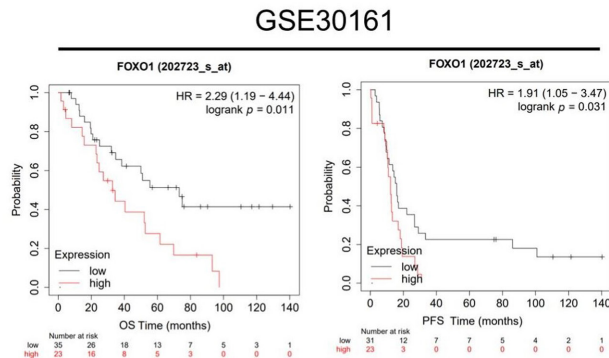 GSE30161
FOXO1 (202723_s_at)
HR = 2.29 (1.19 − 4.44)
logrank p = 0.011
Probability
1.0
0.8
0.6
0.4
0.2
0.0
Expression
low
high
0 20 40 60 80 100 120 140
OS Time (months)
Number at risk
low 35 26 18 13 7 5 3 1
high 23 16 8 5 3 0 0 0
FOXO1 (202723_s_at)
HR = 1.91 (1.05 − 3.47)
logrank p = 0.031
Probability
1.0
0.8
0.6
0.4
0.2
0.0
Expression
low
high
0 20 40 60 80 100 120 140
PFS Time (months)
Number at risk
low 31 12 7 7 5 4 2 1
high 23 3 0 0 0 0 0 0